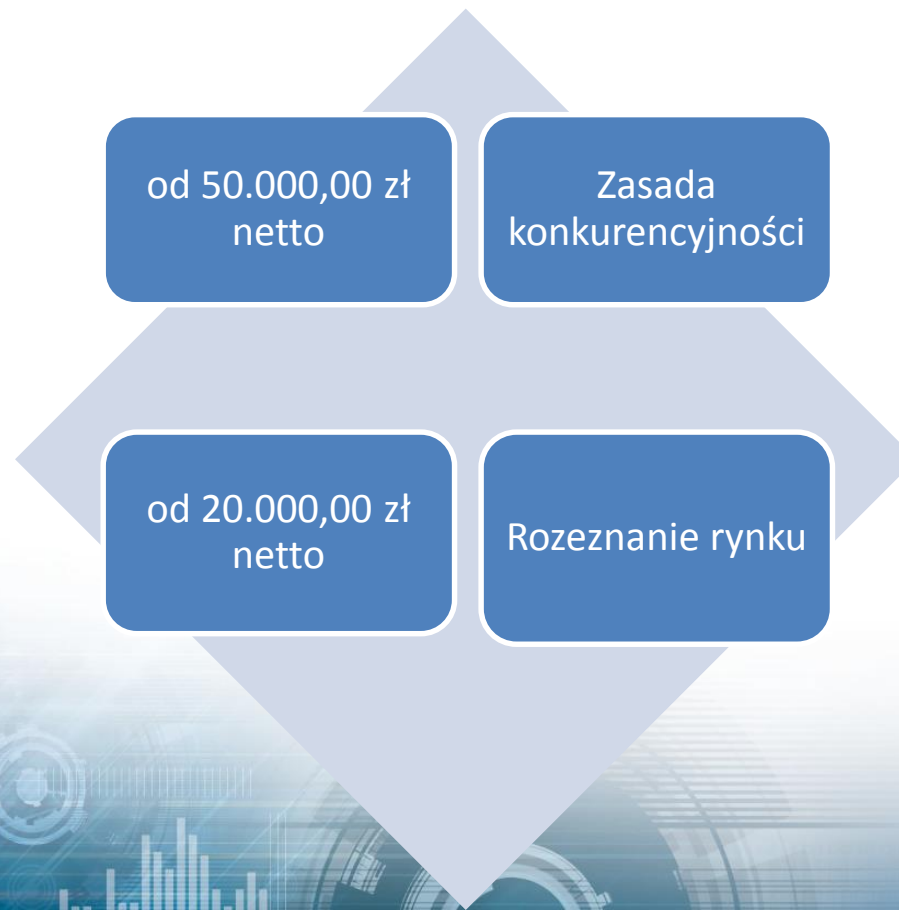 od 50.000,00 zł
netto
Zasada
konkurencyjności
od 20.000,00 zł
netto
Rozeznanie rynku